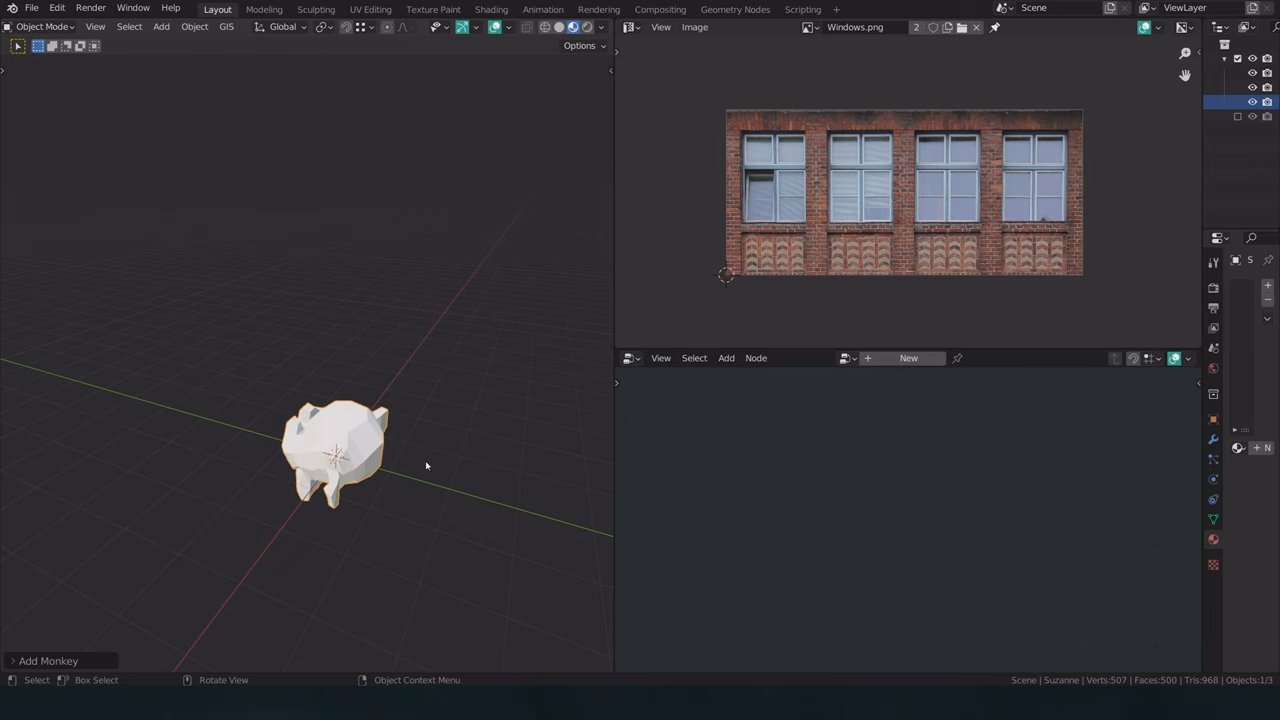 File Edit Render Window Help Layout Modeling Sculpting UV Editing Texture Paint Shading Animation Rendering Compositing Geometry Nodes Scripting + Scene ViewLayer
Object Mode View Select Add Object GIS Global View Image Windows.png 2
Options
S
View Select Add Node + New
+ N
> Add Monkey
Select Box Select Rotate View Object Context Menu Scene | Suzanne | Verts:507 | Faces:500 | Tris:968 | Objects:1/3